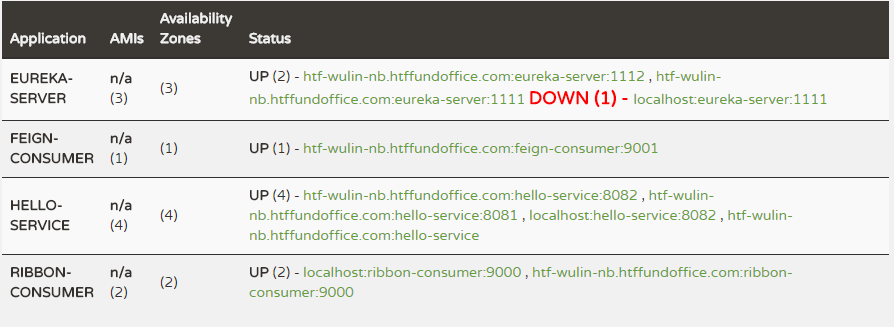 Application AMIs Availability Zones Status
EUREKA-SERVER n/a (3) (3) UP (2) - htf-wulin-nb.htffundoffice.com:eureka-server:1112 , htf-wulin-
nb.htffundoffice.com:eureka-server:1111 DOWN (1) - localhost:eureka-server:1111
FEIGN-CONSUMER n/a (1) (1) UP (1) - htf-wulin-nb.htffundoffice.com:feign-consumer:9001
HELLO-SERVICE n/a (4) (4) UP (4) - htf-wulin-nb.htffundoffice.com:hello-service:8082 , htf-wulin-
nb.htffundoffice.com:hello-service:8081 , localhost:hello-service:8082 , htf-wulin-
nb.htffundoffice.com:hello-service
RIBBON-CONSUMER n/a (2) (2) UP (2) - localhost:ribbon-consumer:9000 , htf-wulin-nb.htffundoffice.com:ribbon-
consumer:9000